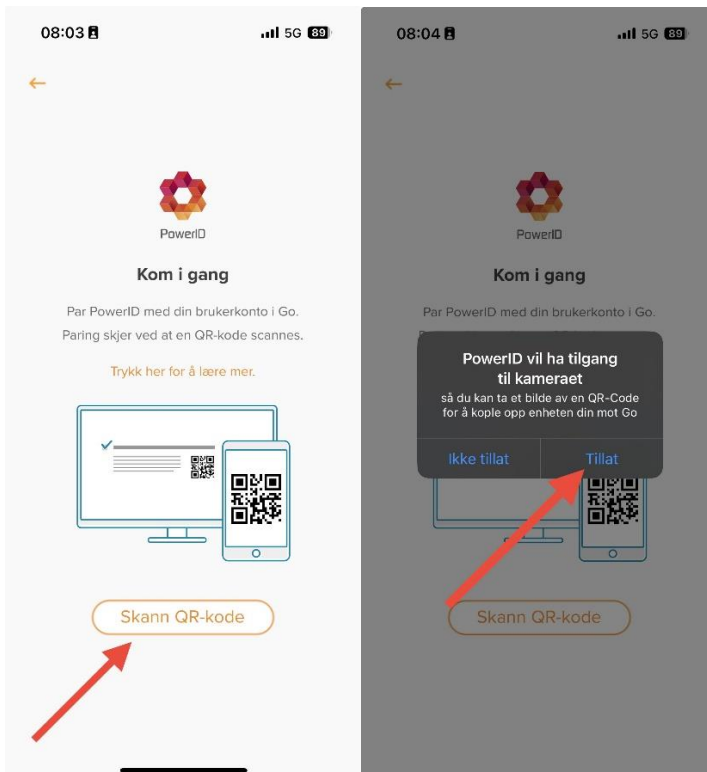 08:03 5G 89
PowerID
Kom i gang
Par PowerID med din brukerkonto i Go.
Paring skjer ved at en QR-kode scannes.
Trykk her for å lære mer.
Skann QR-kode
08:04 5G 89
PowerID
Kom i gang
Par PowerID med din brukerkonto i Go.
PowerID vil ha tilgang
til kameraet
så du kan ta et bilde av en QR-Code
for å kople opp enheten din mot Go
Ikke tillat Tillat
Skann QR-kode